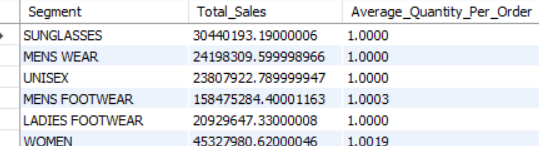 Segment Total_Sales Average_Quantity_Per_Order
SUNGLASSES 30440193.19000006 1.0000
MENS WEAR 24198309.599998966 1.0000
UNISEX 23807922.789999947 1.0000
MENS FOOTWEAR 158475284.40001163 1.0003
LADIES FOOTWEAR 20929647.33000008 1.0000
WOMEN 45327980.62000046 1.0019